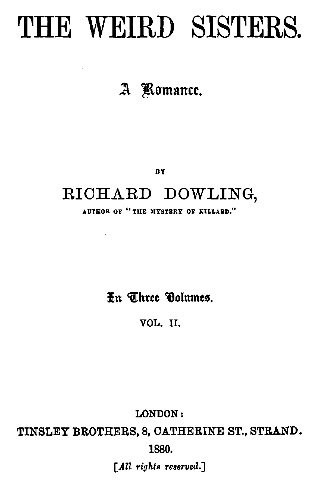 THE WEIRD SISTERS.
A Romance.
BY
RICHARD DOWLING,
AUTHOR OF "THE MYSTERY OF KILLARD."
In Three Volumes.
VOL. II.
LONDON:
TINSLEY BROTHERS, 8, CATHERINE ST., STRAND.
1880.
[All rights reserved.]